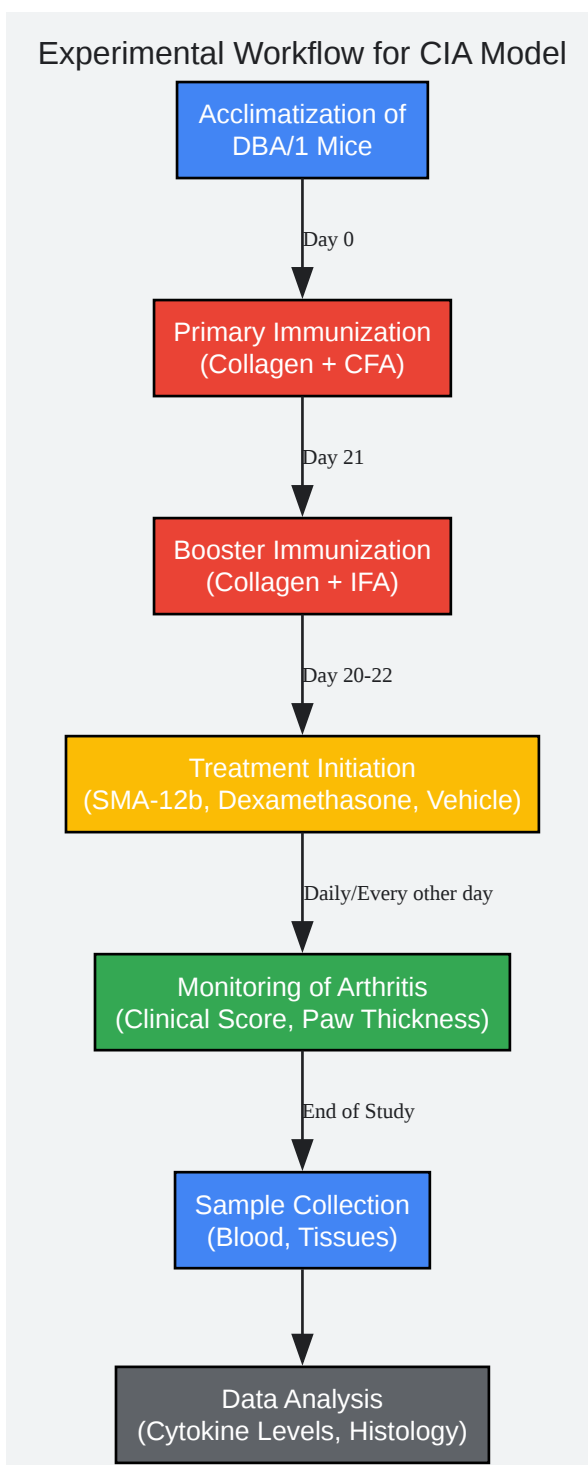 Experimental Workflow for CIA Model
Acclimatization of
DBA/1 Mice
Day 0
Primary Immunization
(Collagen + CFA)
Day 21
Booster Immunization
(Collagen + IFA)
Day 20-22
Treatment Initiation
(SMA-12b, Dexamethasone, Vehicle)
Daily/Every other day
Monitoring of Arthritis
(Clinical Score, Paw Thickness)
End of Study
Sample Collection
(Blood, Tissues)
Data Analysis
(Cytokine Levels, Histology)